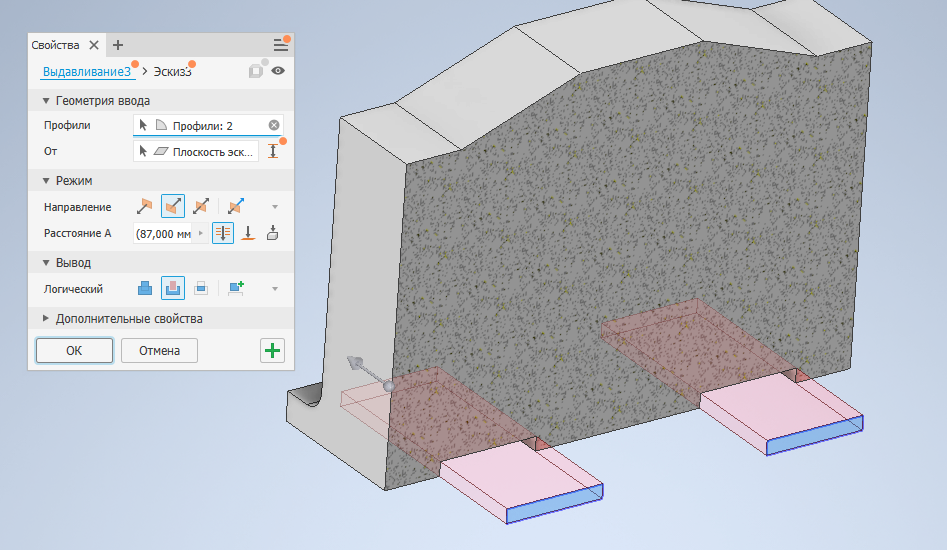 Свойства
Выдавливание3 > Эскиз3
Геометрия ввода
Профили Профили: 2
От Плоскость эск...
Режим
Направление
Расстояние A (87,000 мм
Вывод
Логический
Дополнительные свойства
ОК Отмена